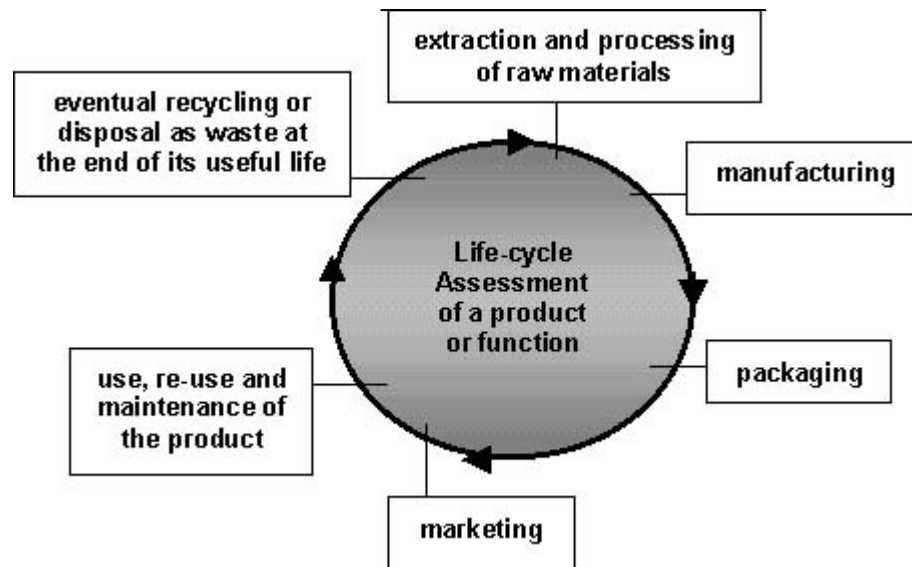 extraction and processing
of raw materials
manufacturing
packaging
marketing
use, re-use and
maintenance of
the product
eventual recycling or
disposal as waste at
the end of its useful life
Life-cycle
Assessment
of a product
or function